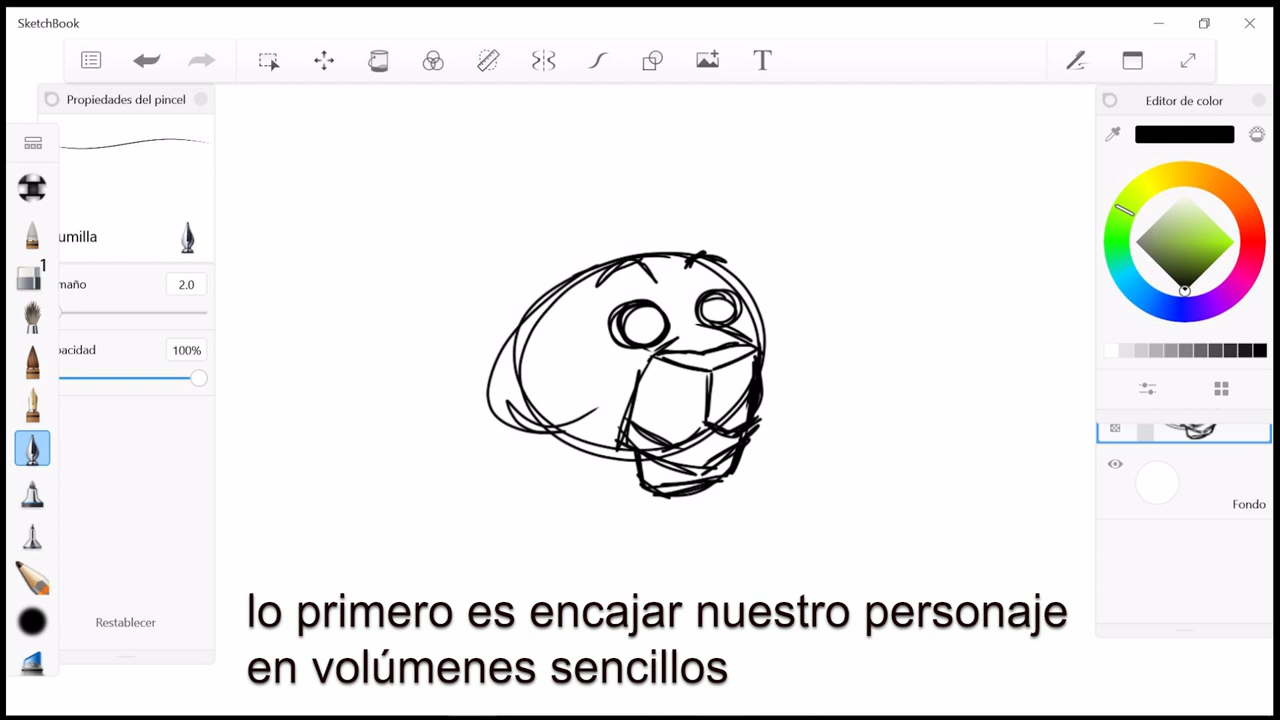 SketchBook
T
Propiedades del pincel
Editor de color
umilla
1
maño
2.0
pacidad
100%
Fondo
Restablecer
lo primero es encajar nuestro personaje
en volúmenes sencillos